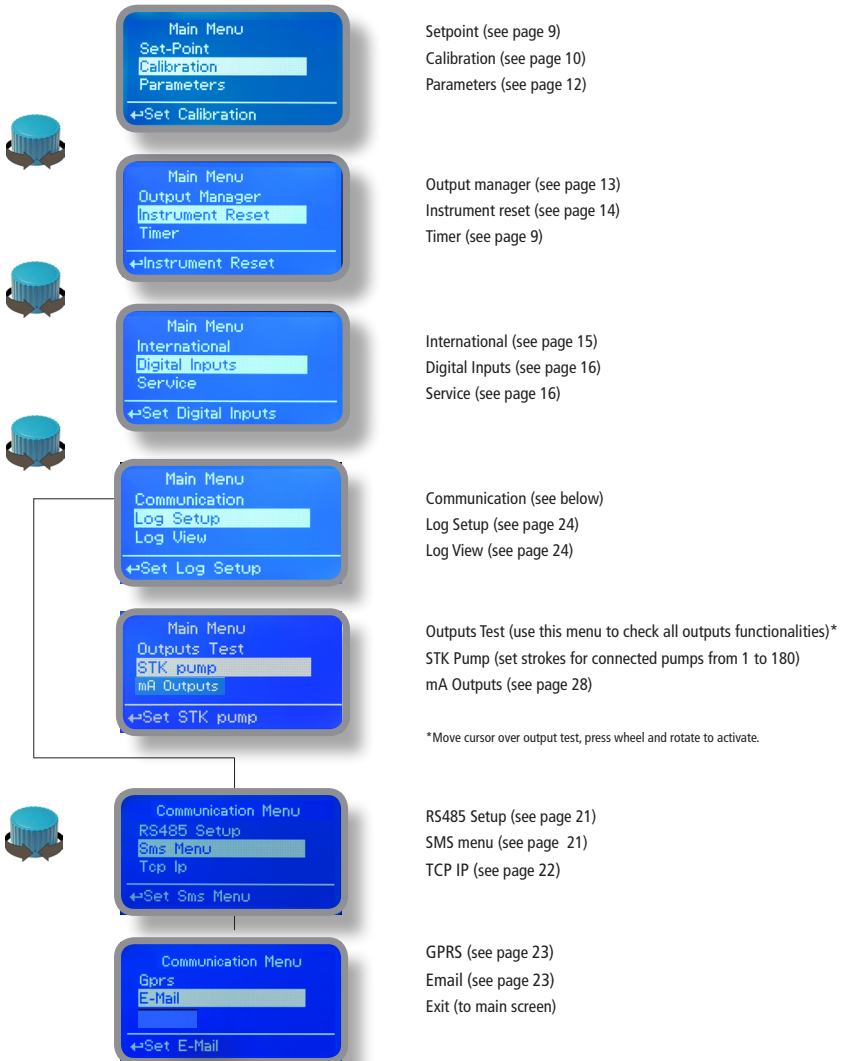 Main Menu
Set-Point
Calibration
Parameters
↩Set Calibration
Setpoint (see page 9)
Calibration (see page 10)
Parameters (see page 12)
Main Menu
Output Manager
Instrument Reset
Timer
↩Instrument Reset
Output manager (see page 13)
Instrument reset (see page 14)
Timer (see page 9)
Main Menu
International
Digital Inputs
Service
↩Set Digital Inputs
International (see page 15)
Digital Inputs (see page 16)
Service (see page 16)
Main Menu
Communication
Log Setup
Log View
↩Set Log Setup
Communication (see below)
Log Setup (see page 24)
Log View (see page 24)
Main Menu
Outputs Test
STK pump
mA Outputs
↩Set STK pump
Outputs Test (use this menu to check all outputs functionalities)*
STK Pump (set strokes for connected pumps from 1 to 180)
mA Outputs (see page 28)
*Move cursor over output test, press wheel and rotate to activate.
Communication Menu
RS485 Setup
Sms Menu
Tcp Ip
↩Set Sms Menu
RS485 Setup (see page 21)
SMS menu (see page 21)
TCP IP (see page 22)
Communication Menu
Gprs
E-Mail
↩Set E-Mail
GPRS (see page 23)
Email (see page 23)
Exit (to main screen)